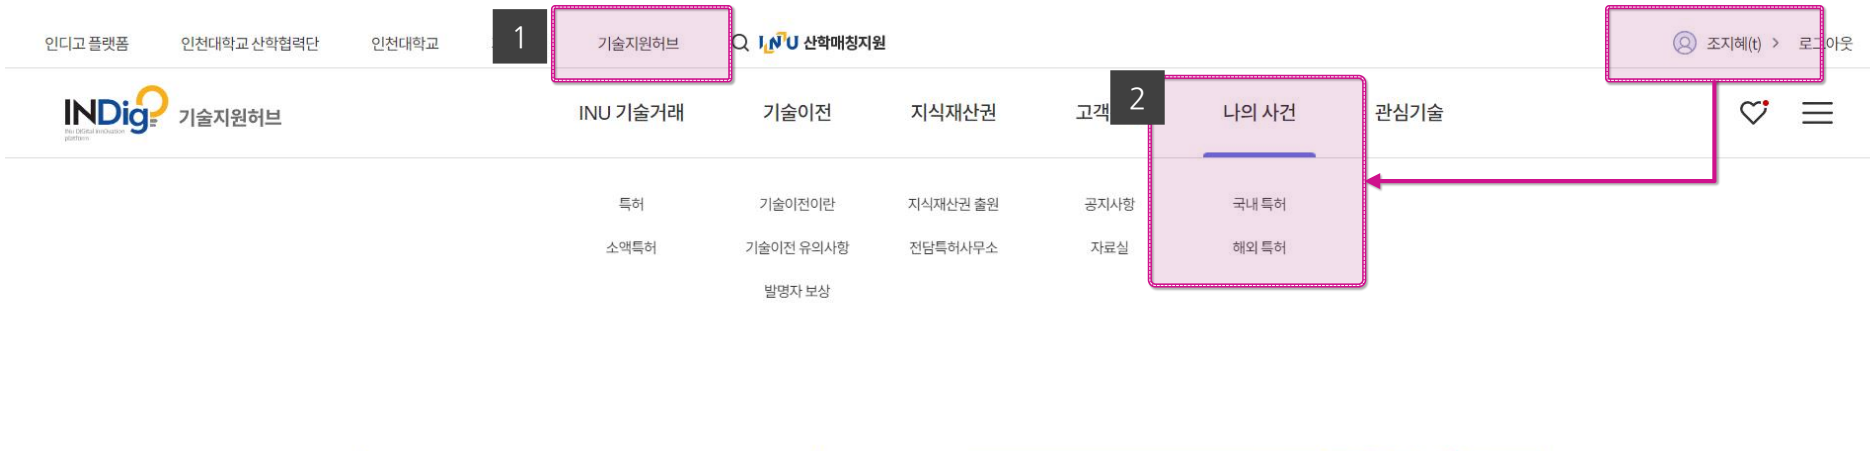 인디고 플랫폼 인천대학교 산학협력단 인천대학교 1 기술지원허브 INU 산학매칭지원 조지혜(t) > 로그아웃
INDigo 기술지원허브 INU 기술거래 기술이전 지식재산권 고객 2 나의 사건 관심기술
INU DIGital innovation
platform
특허 기술이전이란 지식재산권 출원 공지사항 국내 특허
소액특허 기술이전 유의사항 전담특허사무소 자료실 해외 특허
발명자 보상